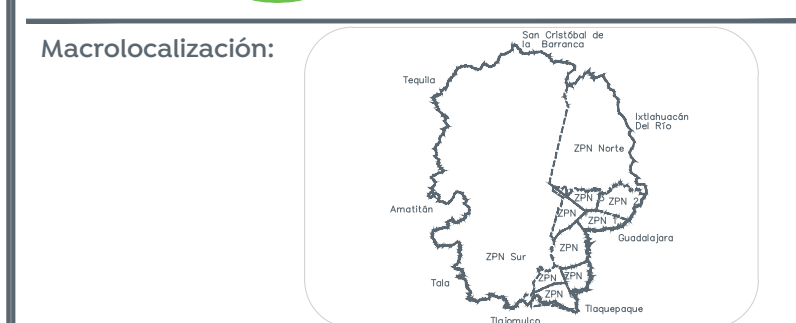 Macrolocalización:
San Cristóbal de
la Barranca
Tequila
Ixtlahuacán
Del Río
ZPN Norte
ZPN
ZPN 2
ZPN
ZPN 1
Amatitán
Guadalajara
ZPN
ZPN Sur
ZPN
ZPN
Tala
ZPN
Tlaquepaque
Tlajomulco